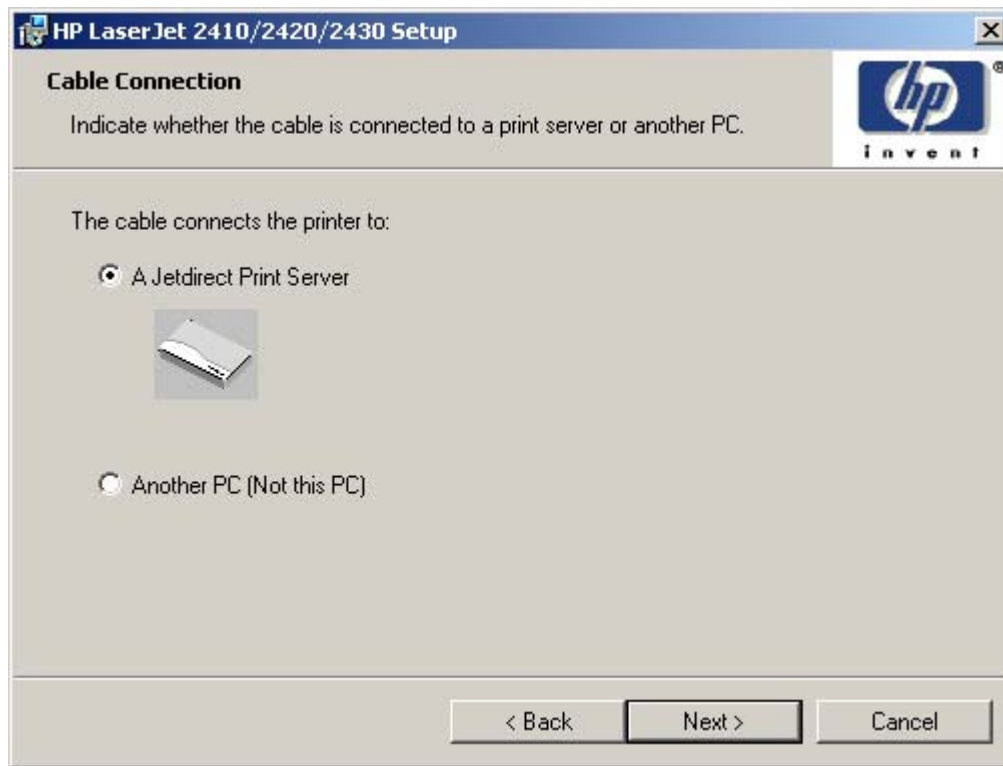 HP LaserJet 2410/2420/2430 Setup
Cable Connection
Indicate whether the cable is connected to a print server or another PC.
hp
®
invent
The cable connects the printer to:
A Jetdirect Print Server
Another PC (Not this PC)
< Back
Next >
Cancel